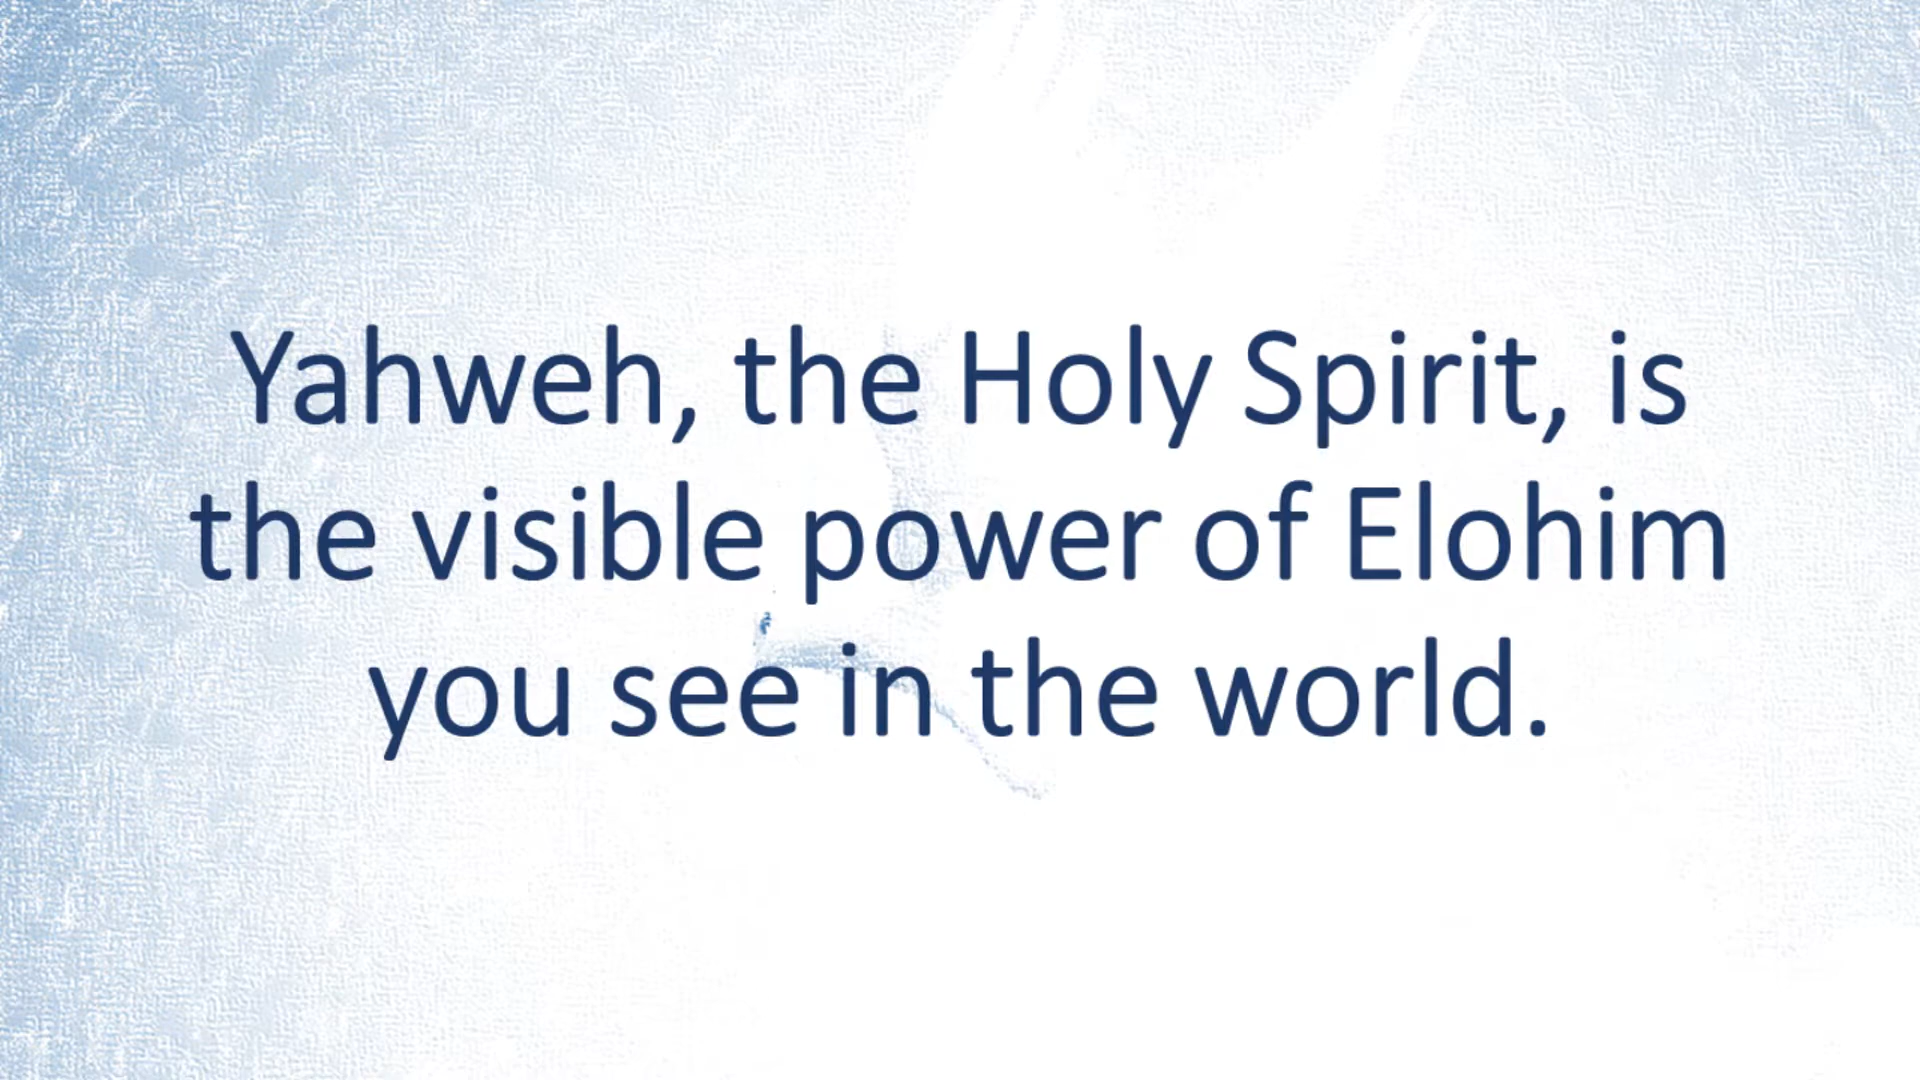 Yahweh, the Holy Spirit, is
the visible power of Elohim
you see in the world.